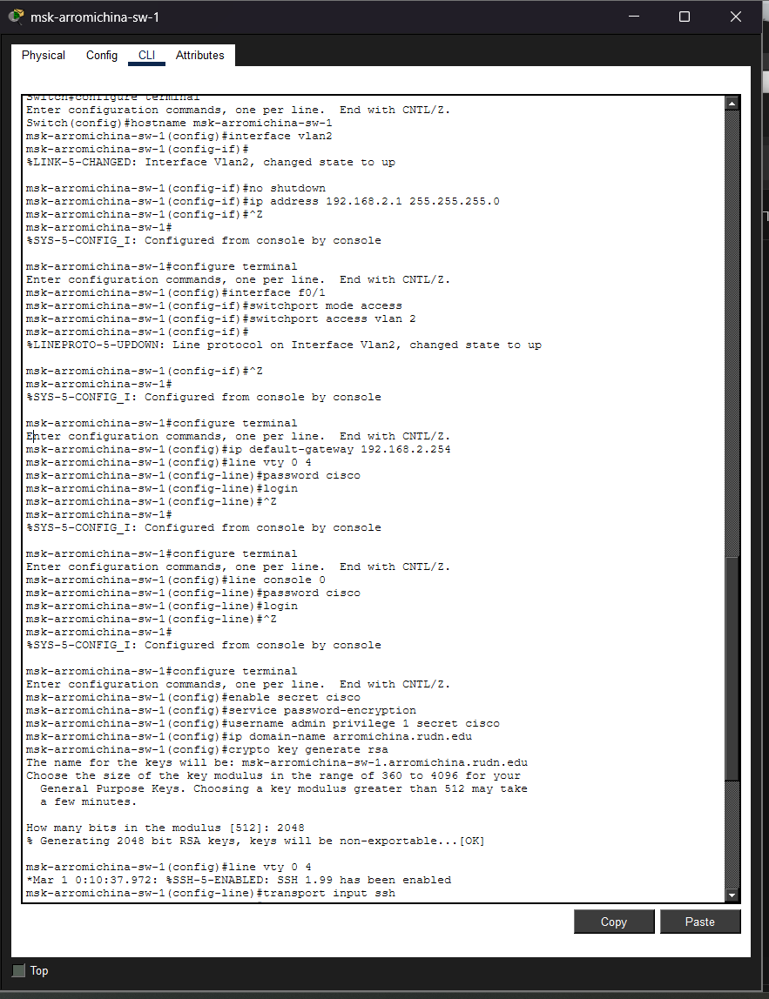 msk-arromichina-sw-1
Physical Config CLI Attributes
Switch#configure terminal
Enter configuration commands, one per line.  End with CNTL/Z.
Switch(config)#hostname msk-arromichina-sw-1
msk-arromichina-sw-1(config)#interface vlan2
msk-arromichina-sw-1(config-if)#
%LINK-5-CHANGED: Interface Vlan2, changed state to up
msk-arromichina-sw-1(config-if)#no shutdown
msk-arromichina-sw-1(config-if)#ip address 192.168.2.1 255.255.255.0
msk-arromichina-sw-1(config-if)#^Z
msk-arromichina-sw-1#
%SYS-5-CONFIG_I: Configured from console by console
msk-arromichina-sw-1#configure terminal
Enter configuration commands, one per line.  End with CNTL/Z.
msk-arromichina-sw-1(config)#interface f0/1
msk-arromichina-sw-1(config-if)#switchport mode access
msk-arromichina-sw-1(config-if)#switchport access vlan 2
msk-arromichina-sw-1(config-if)#
%LINEPROTO-5-UPDOWN: Line protocol on Interface Vlan2, changed state to up
msk-arromichina-sw-1(config-if)#^Z
msk-arromichina-sw-1#
%SYS-5-CONFIG_I: Configured from console by console
msk-arromichina-sw-1#configure terminal
Enter configuration commands, one per line.  End with CNTL/Z.
msk-arromichina-sw-1(config)#ip default-gateway 192.168.2.254
msk-arromichina-sw-1(config)#line vty 0 4
msk-arromichina-sw-1(config-line)#password cisco
msk-arromichina-sw-1(config-line)#login
msk-arromichina-sw-1(config-line)#^Z
msk-arromichina-sw-1#
%SYS-5-CONFIG_I: Configured from console by console
msk-arromichina-sw-1#configure terminal
Enter configuration commands, one per line.  End with CNTL/Z.
msk-arromichina-sw-1(config)#line console 0
msk-arromichina-sw-1(config-line)#password cisco
msk-arromichina-sw-1(config-line)#login
msk-arromichina-sw-1(config-line)#^Z
msk-arromichina-sw-1#
%SYS-5-CONFIG_I: Configured from console by console
msk-arromichina-sw-1#configure terminal
Enter configuration commands, one per line.  End with CNTL/Z.
msk-arromichina-sw-1(config)#enable secret cisco
msk-arromichina-sw-1(config)#service password-encryption
msk-arromichina-sw-1(config)#username admin privilege 1 secret cisco
msk-arromichina-sw-1(config)#ip domain-name arromichina.rudn.edu
msk-arromichina-sw-1(config)#crypto key generate rsa
The name for the keys will be: msk-arromichina-sw-1.arromichina.rudn.edu
Choose the size of the key modulus in the range of 360 to 4096 for your
General Purpose Keys. Choosing a key modulus greater than 512 may take
a few minutes.
How many bits in the modulus [512]: 2048
% Generating 2048 bit RSA keys, keys will be non-exportable...[OK]
msk-arromichina-sw-1(config)#line vty 0 4
*Mar 1 0:10:37.972: %SSH-5-ENABLED: SSH 1.99 has been enabled
msk-arromichina-sw-1(config-line)#transport input ssh
Copy Paste
Top